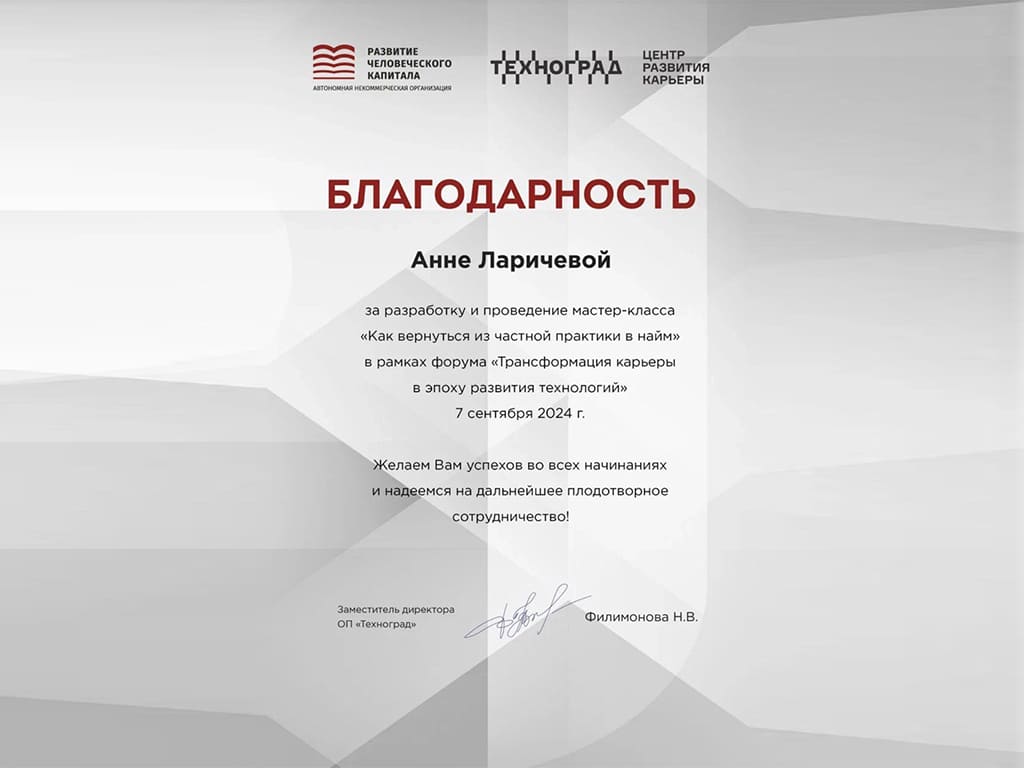 РАЗВИТИЕ
ЧЕЛОВЕЧЕСКОГО
КАПИТАЛА
АВТОНОМНАЯ НЕКОММЕРЧЕСКАЯ ОРГАНИЗАЦИЯ
ТЕХНОГРАД
ЦЕНТР
РАЗВИТИЯ
КАРЬЕРЫ
БЛАГОДАРНОСТЬ
Анне Ларичевой
за разработку и проведение мастер-класса
«Как вернуться из частной практики в найм»
в рамках форума «Трансформация карьеры
в эпоху развития технологий»
7 сентября 2024 г.
Желаем Вам успехов во всех начинаниях
и надеемся на дальнейшее плодотворное
сотрудничество!
Заместитель директора
ОП «Техноград»
Филимонова Н.В.